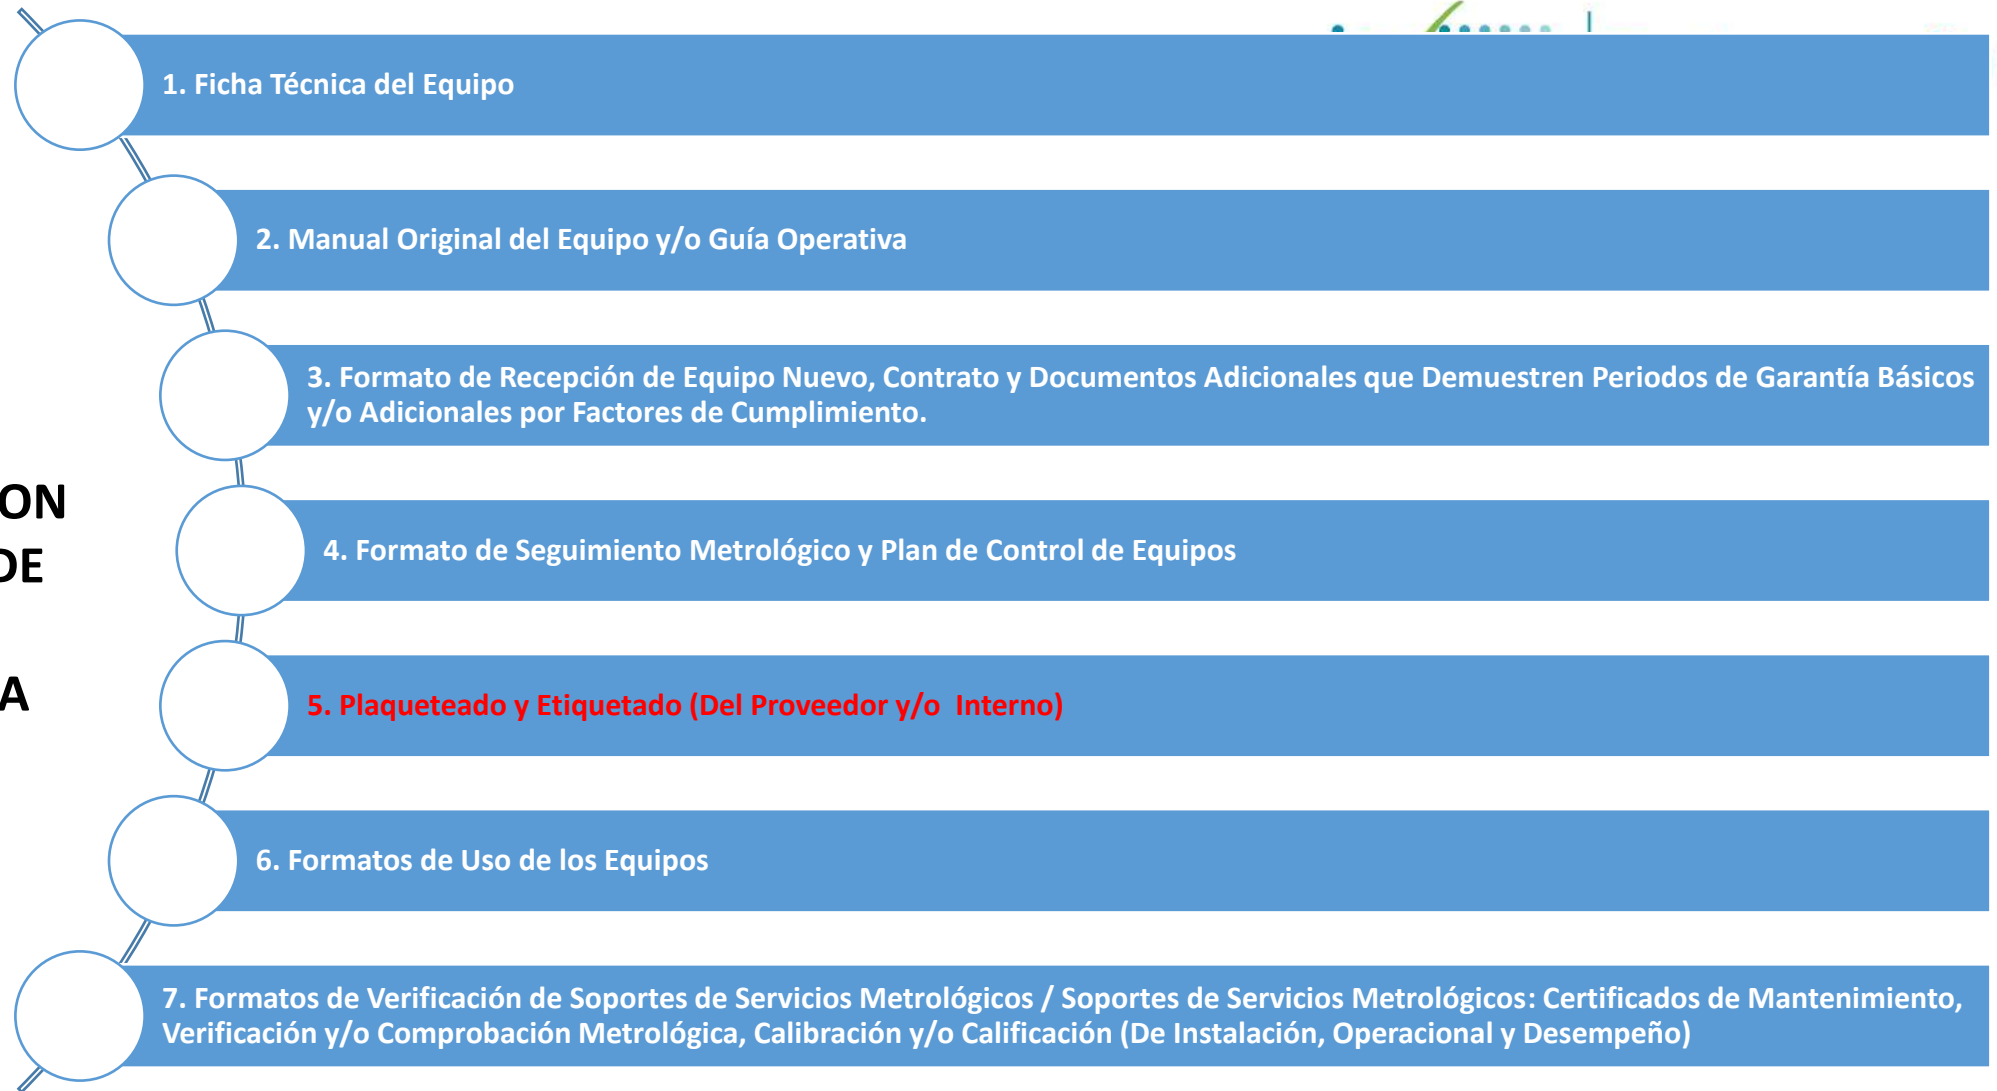 1. Ficha Técnica del Equipo
2. Manual Original del Equipo y/o Guía Operativa
3. Formato de Recepción de Equipo Nuevo, Contrato y Documentos Adicionales que Demuestren Periodos de Garantía Básicos
y/o Adicionales por Factores de Cumplimiento.
ON
DE
A
4. Formato de Seguimiento Metrológico y Plan de Control de Equipos
5. Plaqueteado y Etiquetado (Del Proveedor y/o Interno)
6. Formatos de Uso de los Equipos
7. Formatos de Verificación de Soportes de Servicios Metrológicos / Soportes de Servicios Metrológicos: Certificados de Mantenimiento,
Verificación y/o Comprobación Metrológica, Calibración y/o Calificación (De Instalación, Operacional y Desempeño)